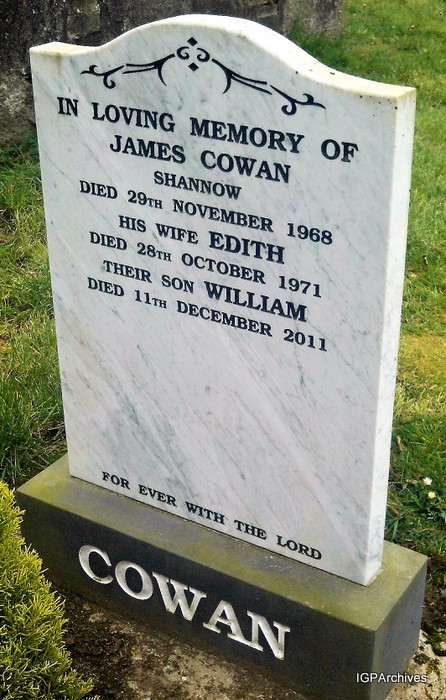 IN LOVING MEMORY OF
JAMES COWAN
SHANNOW
DIED 29TH NOVEMBER 1968
HIS WIFE EDITH
DIED 28TH OCTOBER 1971
THEIR SON WILLIAM
DIED 11TH DECEMBER 2011
FOR EVER WITH THE LORD
COWAN
IGPArchives